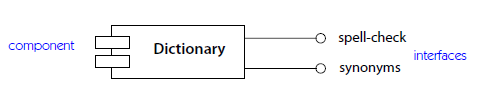 spell-check
component
Dictionary
interfaces
synonyms